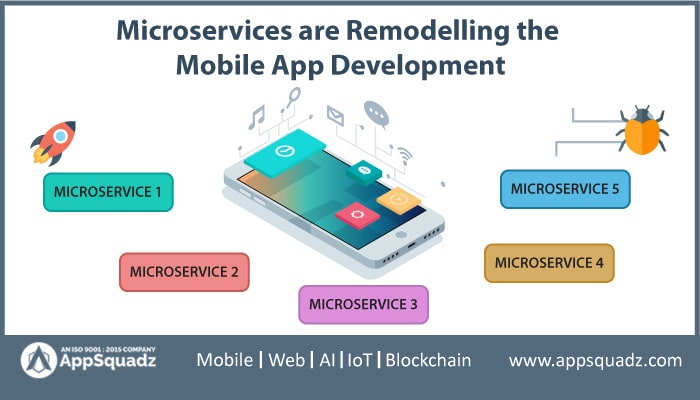 Microservices are Remodelling the
Mobile App Development
MICROSERVICE 1
MICROSERVICE 2
MICROSERVICE 3
MICROSERVICE 4
MICROSERVICE 5
AN ISO 9001 : 2015 COMPANY
AppSquadz
Mobile | Web | AI | IoT | Blockchain
www.appsquadz.com